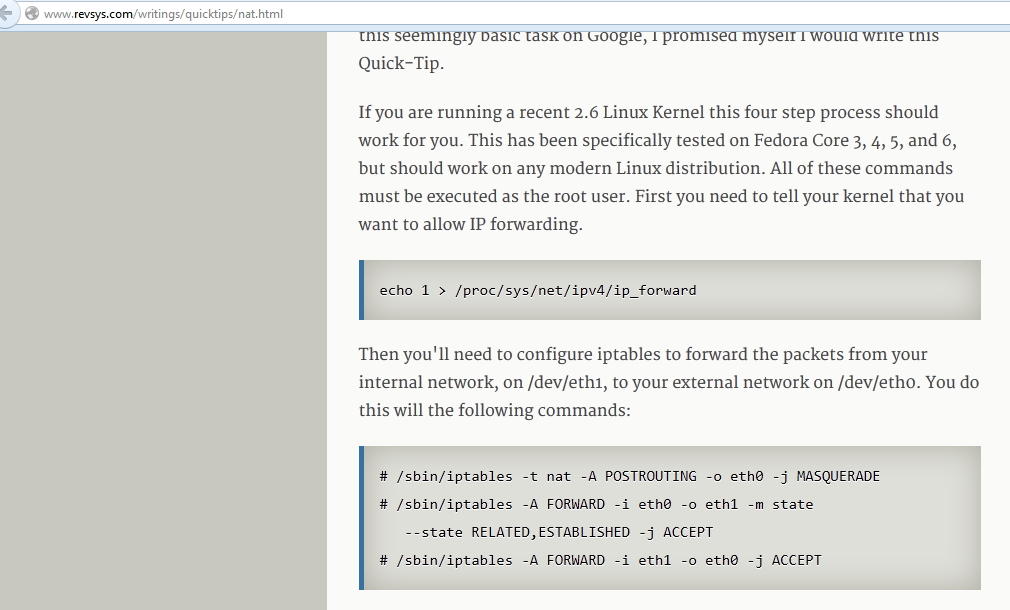 www.revsys.com/writings/quicktips/nat.html
this seemingly basic task on Google, I promised myself I would write this
Quick-Tip.
If you are running a recent 2.6 Linux Kernel this four step process should
work for you. This has been specifically tested on Fedora Core 3, 4, 5, and 6,
but should work on any modern Linux distribution. All of these commands
must be executed as the root user. First you need to tell your kernel that you
want to allow IP forwarding.
echo 1 > /proc/sys/net/ipv4/ip_forward
Then you'll need to configure iptables to forward the packets from your
internal network, on /dev/eth1, to your external network on /dev/eth0. You do
this will the following commands:
# /sbin/iptables -t nat -A POSTROUTING -o eth0 -j MASQUERADE
# /sbin/iptables -A FORWARD -i eth0 -o eth1 -m state
--state RELATED,ESTABLISHED -j ACCEPT
# /sbin/iptables -A FORWARD -i eth1 -o eth0 -j ACCEPT